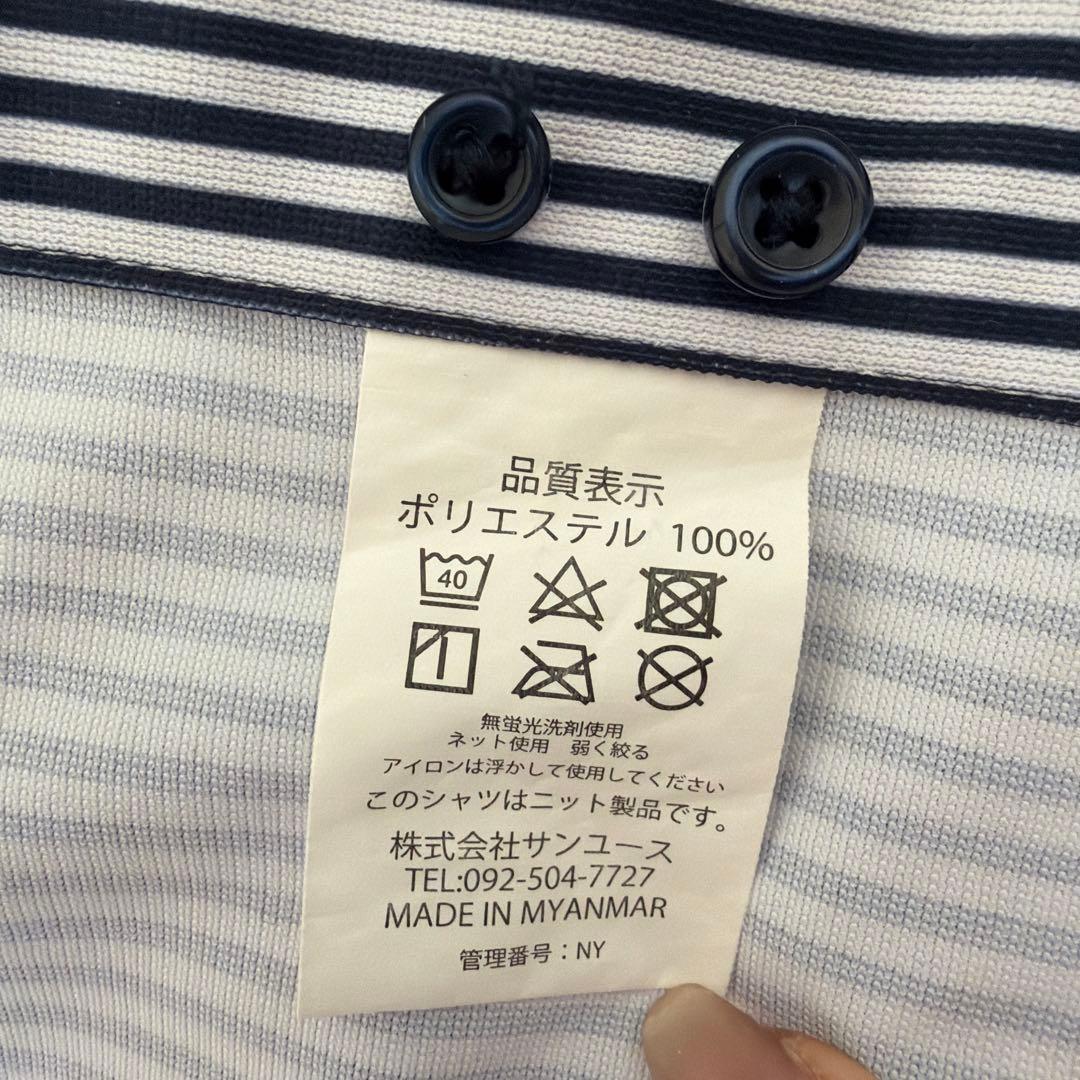 品質表示
ポリエステル 100%
40
無蛍光洗剤使用
ネット使用 弱く絞る
アイロンは浮かして使用してください
このシャツはニット製品です。
株式会社サンユース
TEL:092-504-7727
MADE IN MYANMAR
管理番号：NY